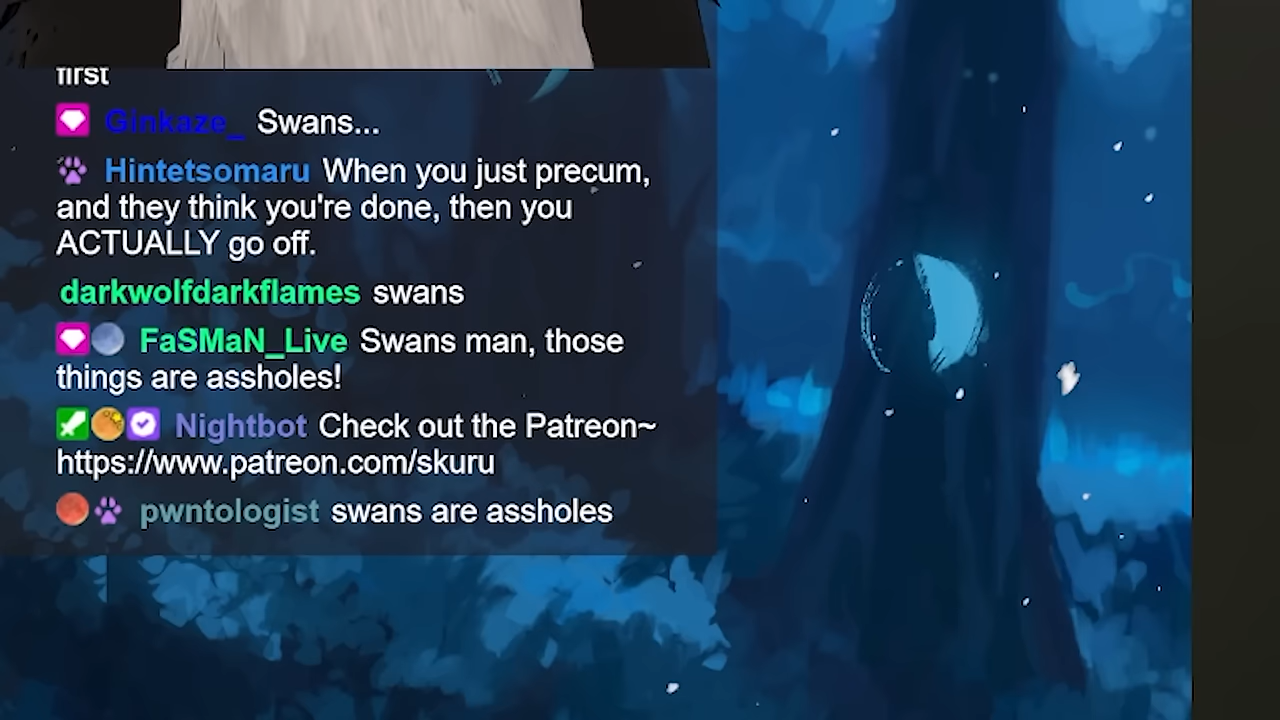 first
Ginkaze_ Swans...
Hintetsomaru When you just precum,
and they think you're done, then you
ACTUALLY go off.
darkwolfdarkflames swans
FaSMaN_Live Swans man, those
things are assholes!
Nightbot Check out the Patreon~
https://www.patreon.com/skuru
pwntologist swans are assholes